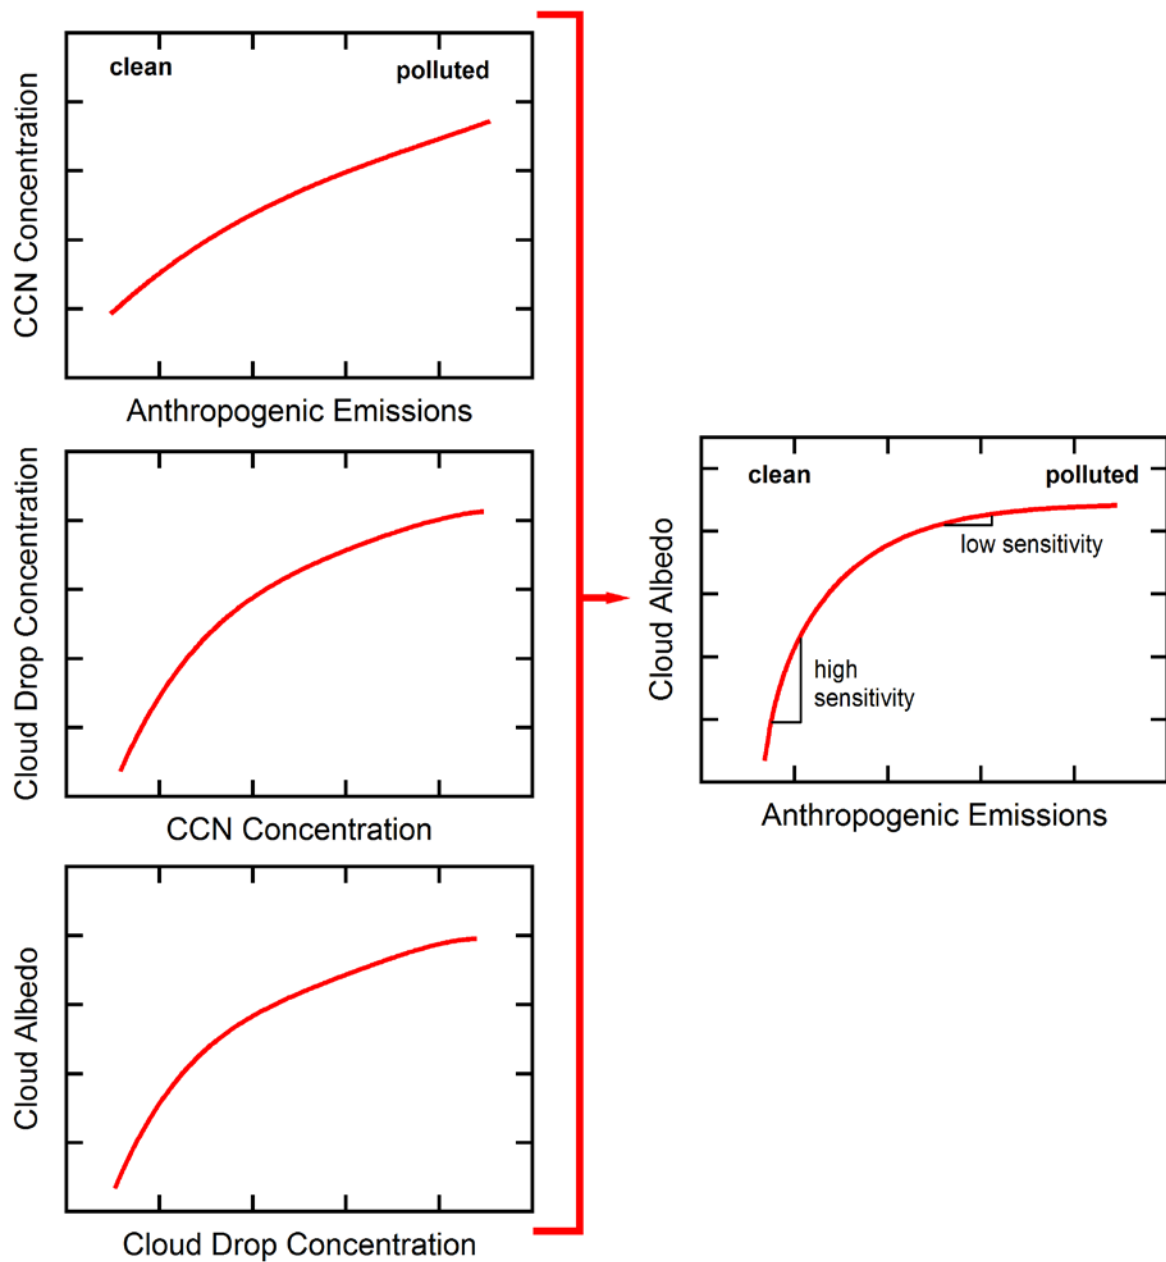 clean
polluted
CCN Concentration
Anthropogenic Emissions
Cloud Drop Concentration
CCN Concentration
Cloud Albedo
Cloud Drop Concentration
clean
polluted
low sensitivity
high
sensitivity
Cloud Albedo
Anthropogenic Emissions